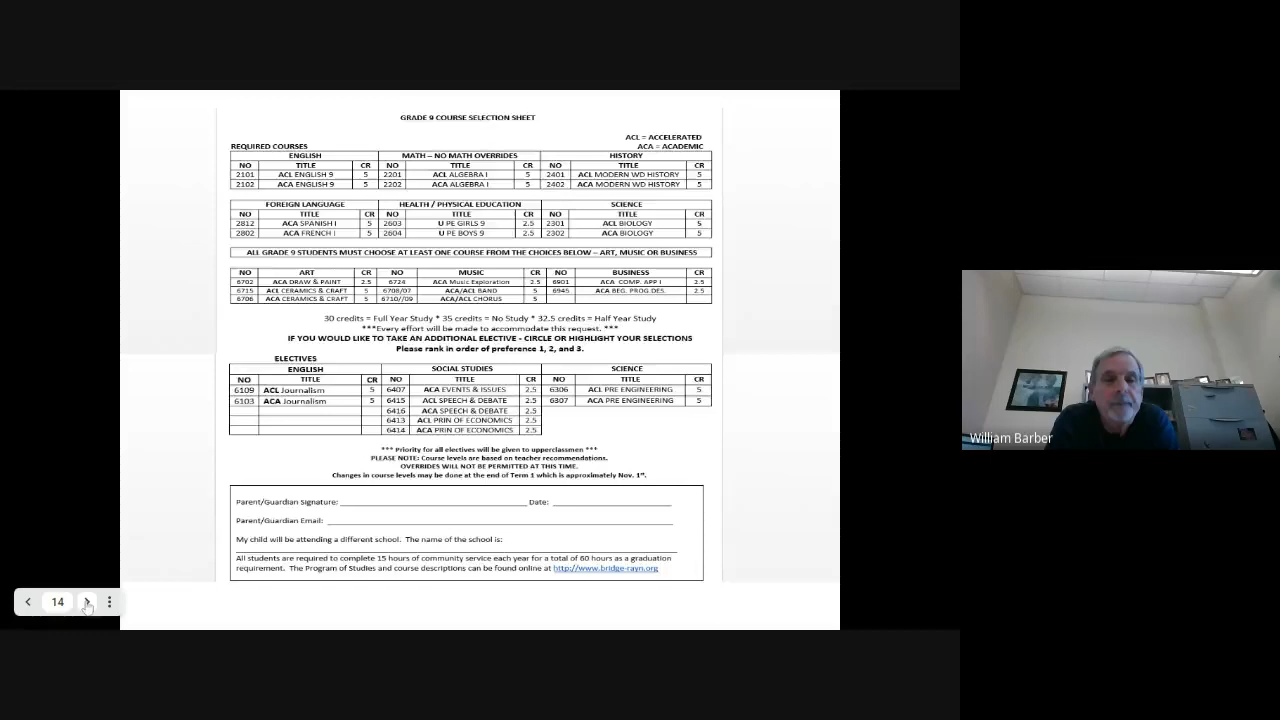 GRADE 9 COURSE SELECTION SHEET
ACL = ACCELERATED
REQUIRED COURSES ACA = ACADEMIC
ENGLISH MATH – NO MATH OVERRIDES HISTORY
NO TITLE CR NO TITLE CR NO TITLE CR
2101 ACL ENGLISH 9 5 2201 ACL ALGEBRA I 5 2401 ACL MODERN WD HISTORY 5
2102 ACA ENGLISH 9 5 2202 ACA ALGEBRA I 5 2402 ACA MODERN WD HISTORY 5
FOREIGN LANGUAGE HEALTH / PHYSICAL EDUCATION SCIENCE
NO TITLE CR NO TITLE CR NO TITLE CR
2812 ACA SPANISH I 5 2603 U PE GIRLS 9 2.5 2301 ACL BIOLOGY 5
2802 ACA FRENCH I 5 2604 U PE BOYS 9 2.5 2302 ACA BIOLOGY 5
ALL GRADE 9 STUDENTS MUST CHOOSE AT LEAST ONE COURSE FROM THE CHOICES BELOW – ART, MUSIC OR BUSINESS
NO ART CR NO MUSIC CR NO BUSINESS CR
6702 ACA DRAW & PAINT 2.5 6724 ACA Music Exploration 2.5 6901 ACA COMP. APP I 2.5
6715 ACL CERAMICS & CRAFT 5 6708/07 ACA/ACL BAND 5 6945 ACA BEG. PROG.DES. 2.5
6706 ACA CERAMICS & CRAFT 5 6710//09 ACA/ACL CHORUS 5
30 credits = Full Year Study * 35 credits = No Study * 32.5 credits = Half Year Study
***Every effort will be made to accommodate this request. ***
IF YOU WOULD LIKE TO TAKE AN ADDITIONAL ELECTIVE - CIRCLE OR HIGHLIGHT YOUR SELECTIONS
Please rank in order of preference 1, 2, and 3.
ELECTIVES
ENGLISH SOCIAL STUDIES SCIENCE
NO TITLE CR NO TITLE CR NO TITLE CR
6109 ACL Journalism 5 6407 ACA EVENTS & ISSUES 2.5 6306 ACL PRE ENGINEERING 5
6103 ACA Journalism 5 6415 ACL SPEECH & DEBATE 2.5 6307 ACA PRE ENGINEERING 5
6416 ACA SPEECH & DEBATE 2.5
6413 ACL PRIN OF ECONOMICS 2.5
6414 ACA PRIN OF ECONOMICS 2.5
*** Priority for all electives will be given to upperclassmen ***
PLEASE NOTE: Course levels are based on teacher recommendations.
OVERRIDES WILL NOT BE PERMITTED AT THIS TIME.
Changes in course levels may be done at the end of Term 1 which is approximately Nov. 1st.
Parent/Guardian Signature: Date:
Parent/Guardian Email:
My child will be attending a different school. The name of the school is:
All students are required to complete 15 hours of community service each year for a total of 60 hours as a graduation
requirement. The Program of Studies and course descriptions can be found online at http://www.bridge-rayn.org
14
William Barber